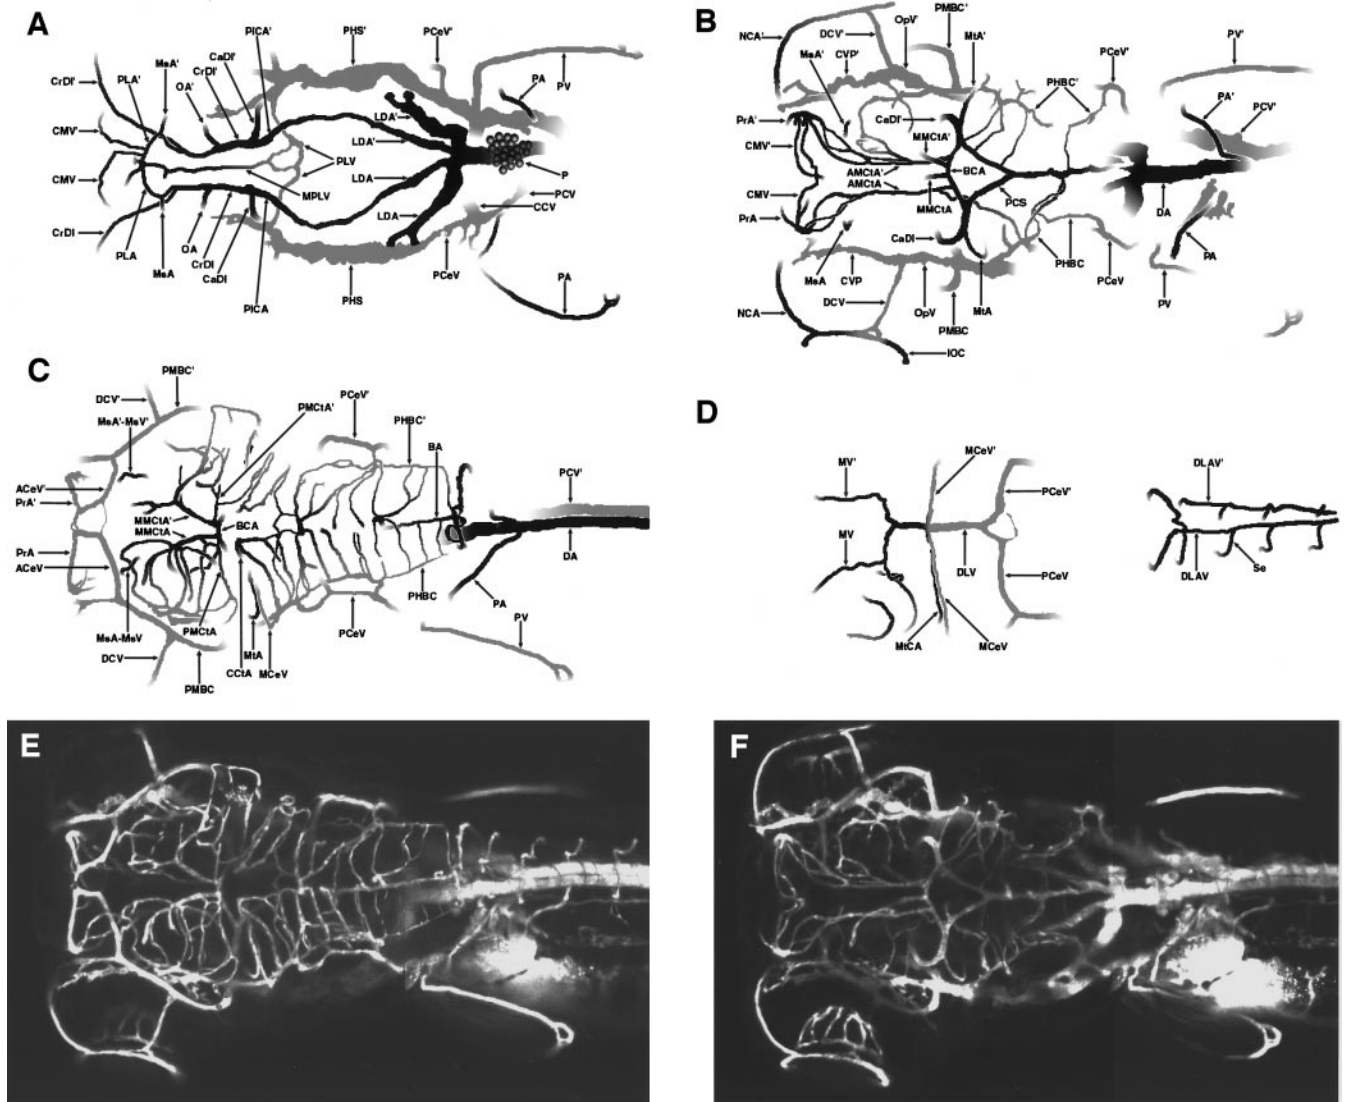 A
PICA'
PHS'
PCeV'
CaDI'
MsA'
CrDI'
PLA'
OA'
CrDI'
PA
PV
LDA'
CMV'
LDA'
PLV
P
LDA
CMV
MPLV
PCV
CCV
LDA
CrDI
PLA
OA
CrDI
MsA
CaDI
PCeV
PA
PHS
PICA
B
PMBC'
OpV'
NCA'
DCV'
MtA'
PV'
MsA'
CVP'
PCeV'
PHBC'
PA'
PCV'
PrA'
CaDI'
MMCtA'
CMV'
AMCtA'
BCA
AMCtA
CMV
MMCtA
PCS
DA
PrA
CaDI
PA
MsA
CVP
PHBC
PCeV
DCV
PV
NCA
OpV
MtA
PMBC
IOC
C
PMBC'
DCV'
PCeV'
PMCtA'
MsA'-MsV'
PHBC'
BA
PCV'
ACeV'
PrA'
MMCtA'
BCA
MMCtA
PrA
DA
ACeV
PHBC
PA
PV
MsA-MsV
PMCtA
PCeV
MtA
DCV
CCtA
MCeV
PMBC
D
MCeV'
MV'
DLAV'
PCeV'
MV
DLV
PCeV
DLAV
Se
MtCA
MCeV
E
F